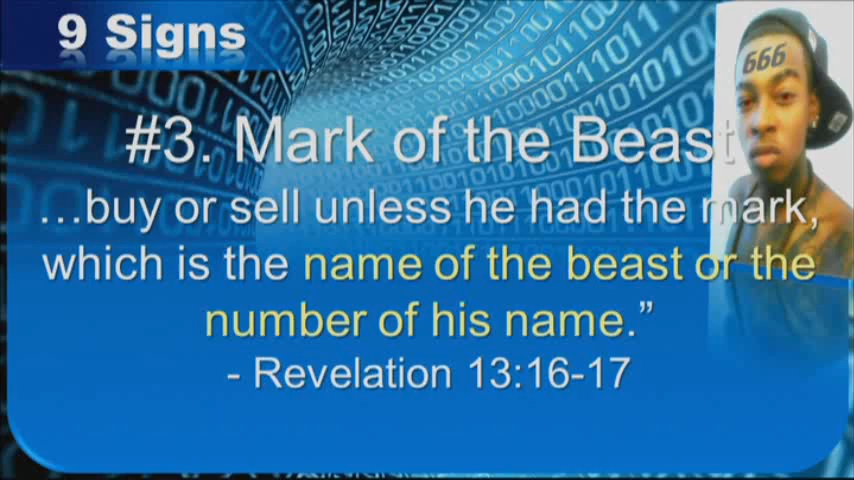 9 Signs
666
#3. Mark of the Beast
…buy or sell unless he had the mark,
which is the name of the beast or the
number of his name.”
- Revelation 13:16-17